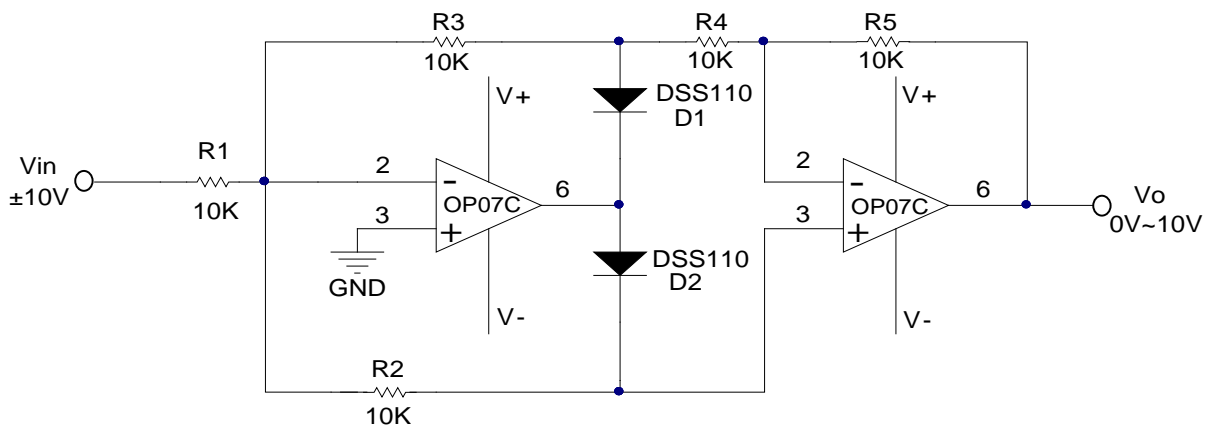 R3
10K
R4
10K
R5
10K
V+
DSS110
D1
V+
Vin
±10V
R1
10K
2
-
3
+
OP07C
6
GND
V-
DSS110
D2
2
-
3
+
OP07C
6
Vo
0V~10V
V-
R2
10K